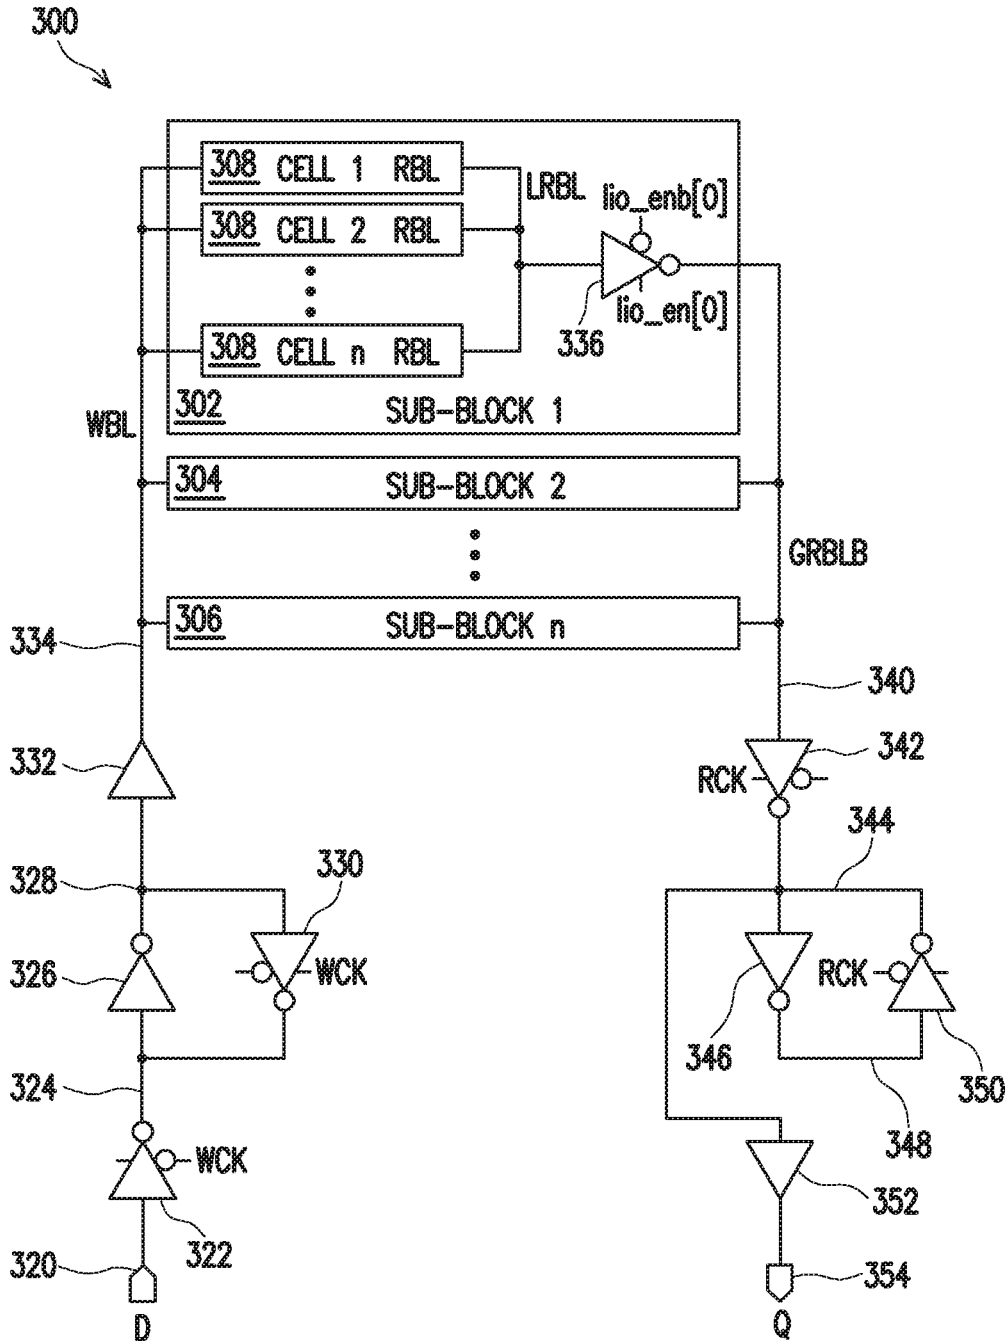 300
308 CELL 1 RBL
LRBL
lio_enb[0]
308 CELL 2 RBL
lio_en[0]
336
308 CELL n RBL
302 SUB-BLOCK 1
WBL
304 SUB-BLOCK 2
GRBLB
306 SUB-BLOCK n
334
340
332
342
RCK
344
328
330
326
WCK
RCK
346
350
324
348
WCK
352
322
320
354
D
Q